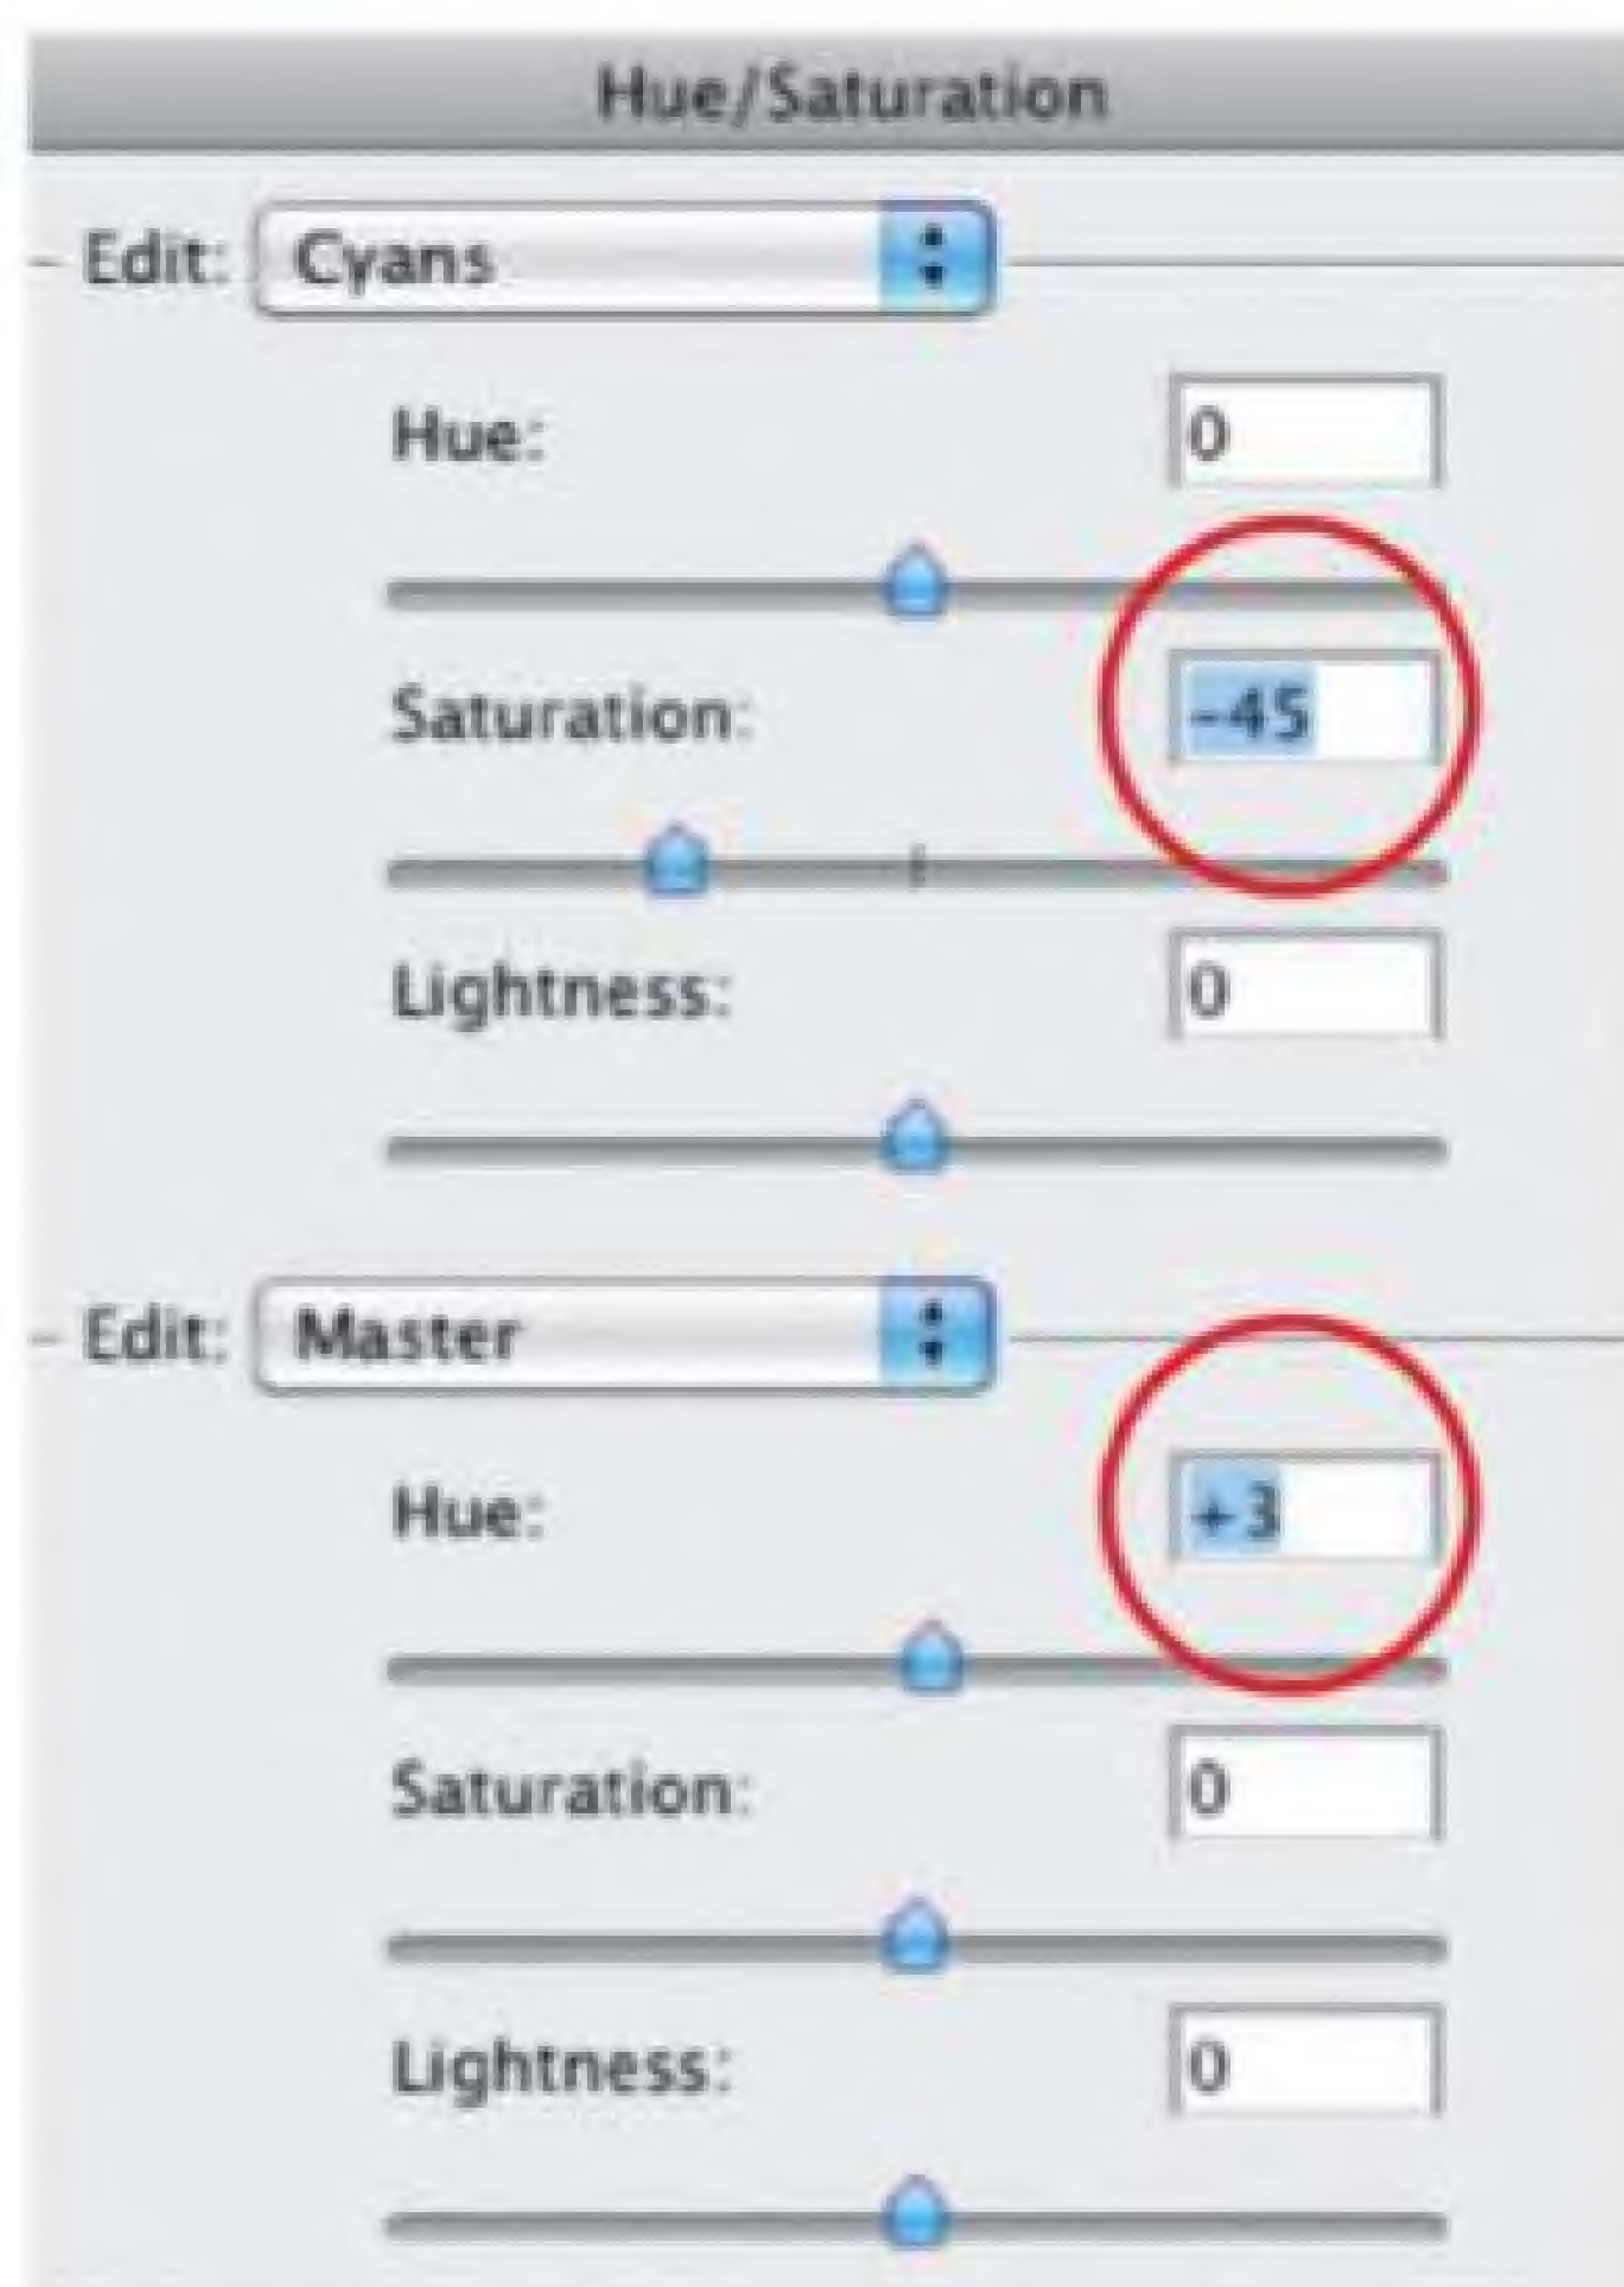 Hue/Saturation
Edit: Cyans
Hue: 0
Saturation: -45
Lightness: 0
Edit: Master
Hue: +3
Saturation: 0
Lightness: 0